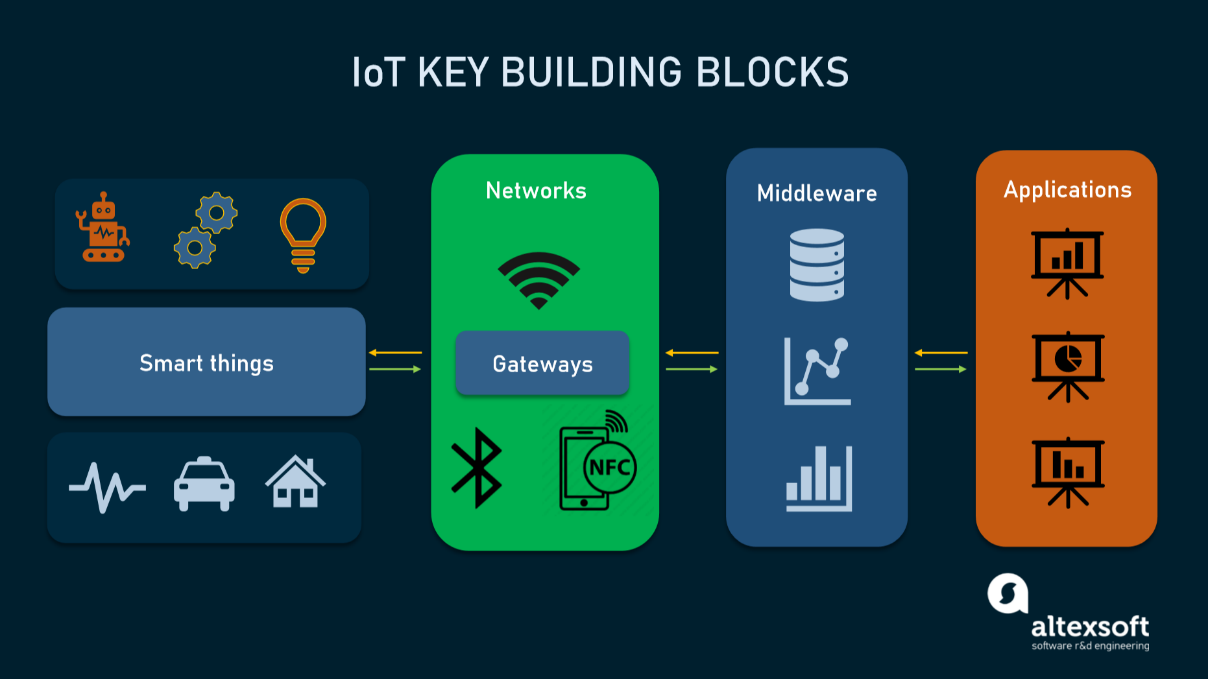 IoT KEY BUILDING BLOCKS
Smart things
Networks
Gateways
NFC
Middleware
Applications
altexsoft
software r&d engineering